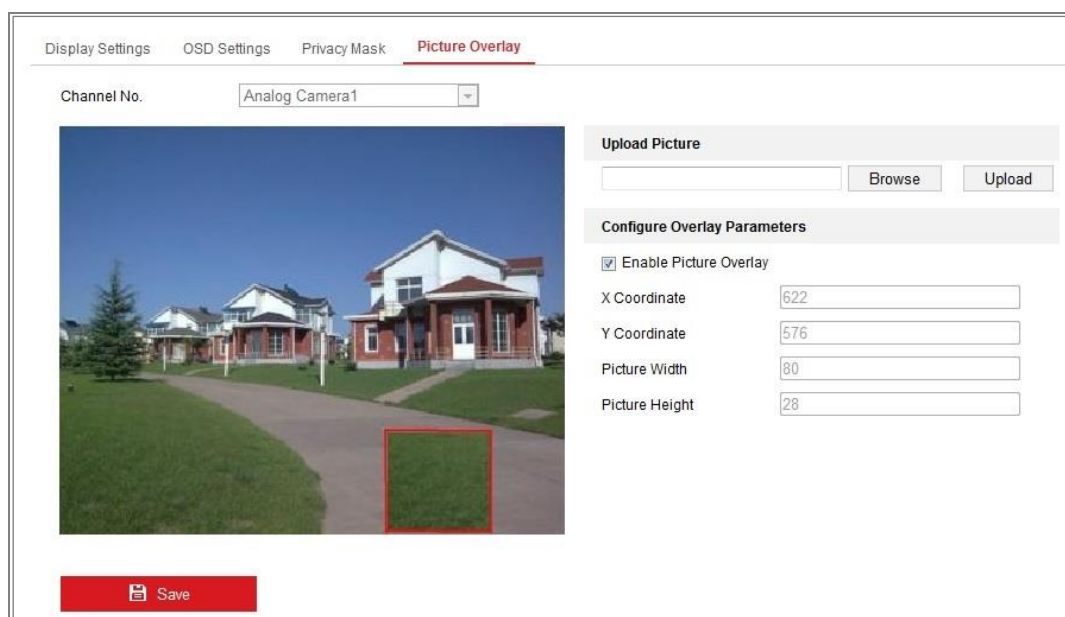 Display Settings OSD Settings Privacy Mask Picture Overlay
Channel No. Analog Camera1
Upload Picture
Browse Upload
Configure Overlay Parameters
Enable Picture Overlay
X Coordinate 622
Y Coordinate 576
Picture Width 80
Picture Height 28
Save